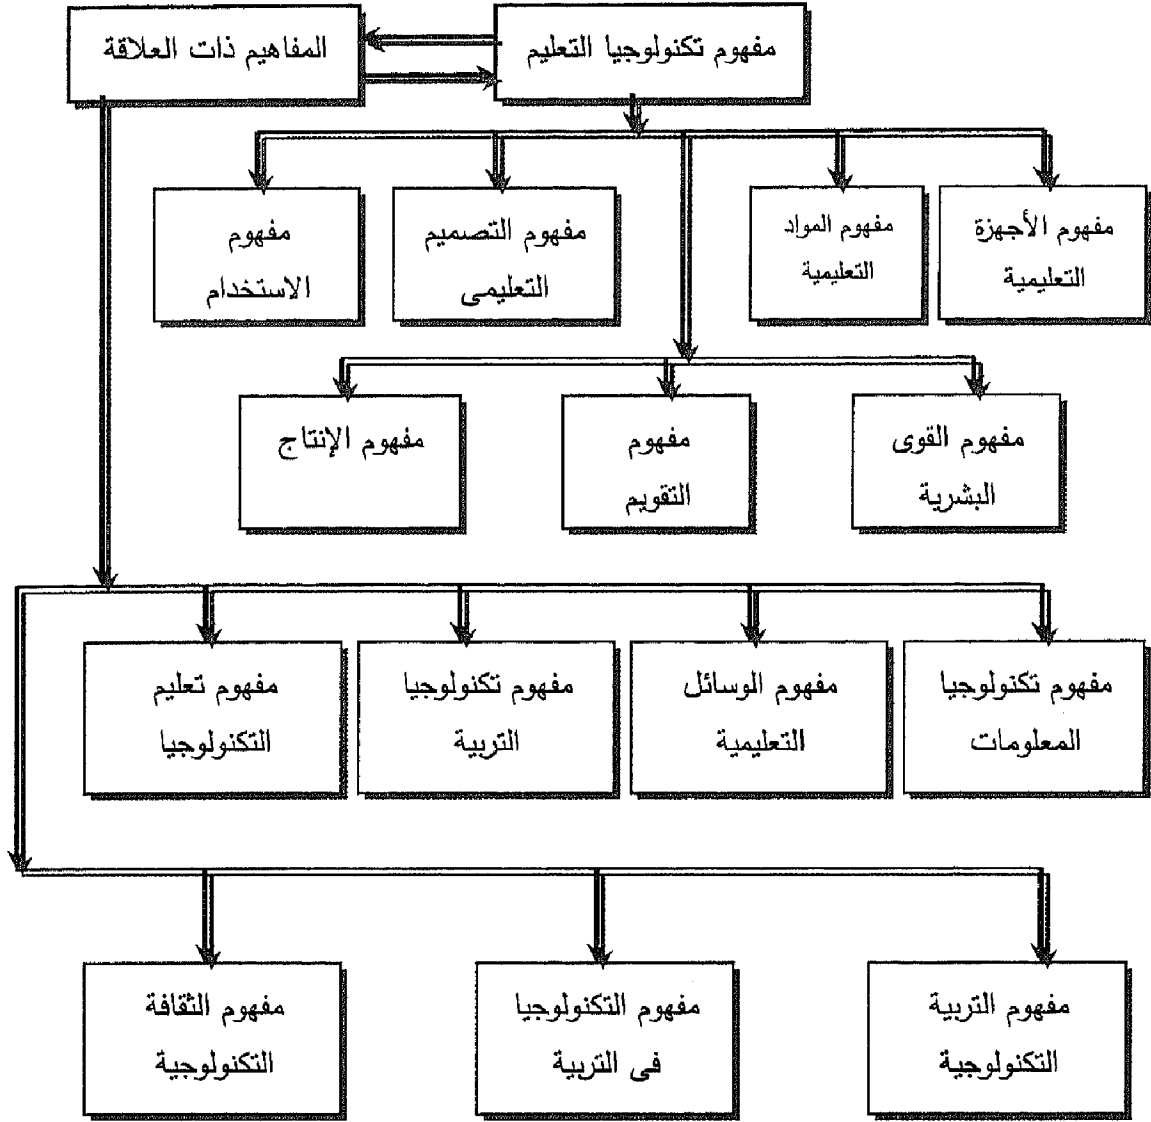 مفهوم تكنولوجيا التعليم
المفاهيم ذات العلاقة
مفهوم الأجهزة
التعليمية
مفهوم المواد
التعليمية
مفهوم التصميم
التعليمى
مفهوم
الاستخدام
مفهوم القوى
البشرية
مفهوم
التقويم
مفهوم الإنتاج
مفهوم تكنولوجيا
المعلومات
مفهوم الوسائل
التعليمية
مفهوم تكنولوجيا
التربية
مفهوم تعليم
التكنولوجيا
مفهوم التربية
التكنولوجية
مفهوم التكنولوجيا
فى التربية
مفهوم الثقافة
التكنولوجية